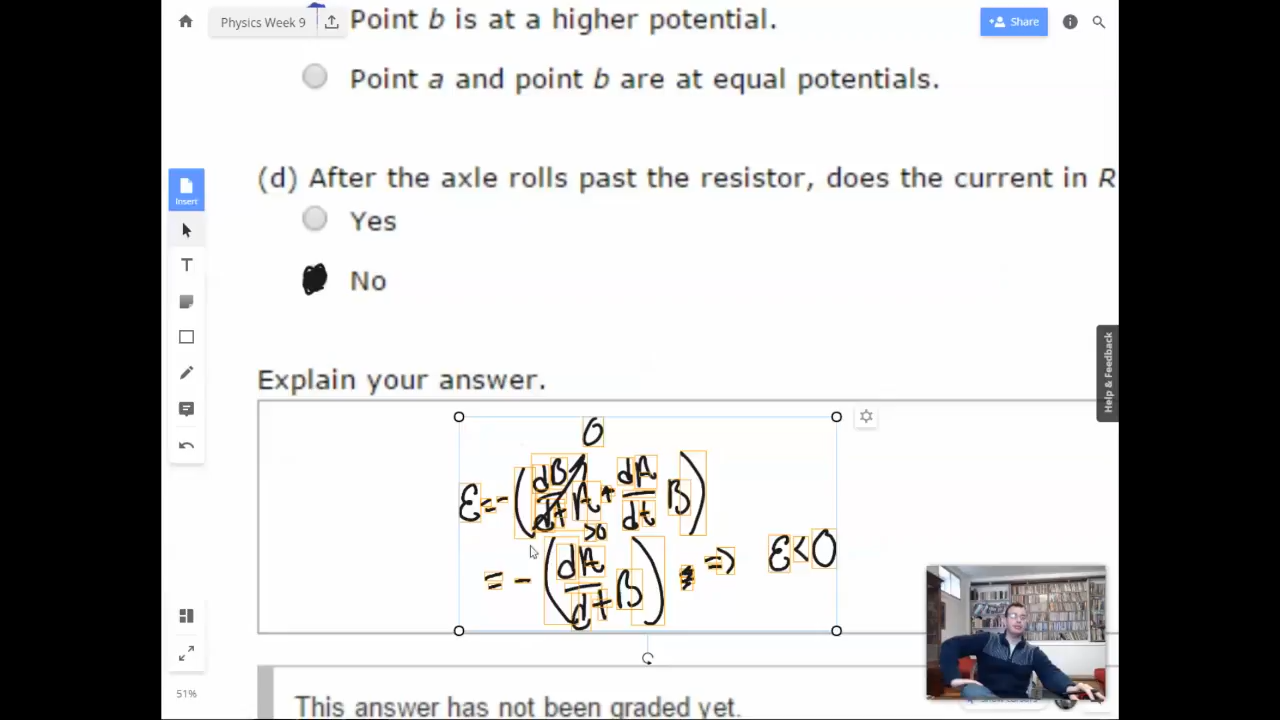 Physics Week 9
Point b is at a higher potential.
Share
Point a and point b are at equal potentials.
Insert
(d) After the axle rolls past the resistor, does the current in R
Yes
T
No
Help & Feedback
Explain your answer.
0
ε = - (dB/dt A + dA/dt B)
>0
= - (dA/dt B) => ε < 0
51%
This answer has not been graded yet.